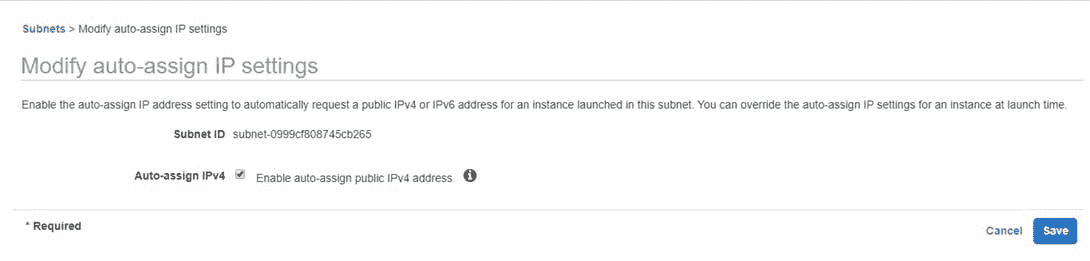 Subnets > Modify auto-assign IP settings
Modify auto-assign IP settings
Enable the auto-assign IP address setting to automatically request a public IPv4 or IPv6 address for an instance launched in this subnet. You can override the auto-assign IP settings for an instance at launch time.
Subnet ID subnet-0999cf808745cb265
Auto-assign IPv4 Enable auto-assign public IPv4 address
* Required Cancel Save